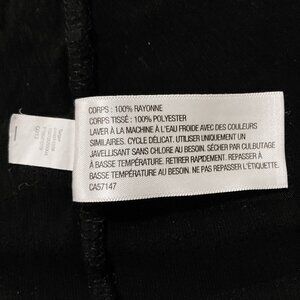 CORPS : 100% RAYONNE
CORPS TISSÉ : 100% POLYESTER
LAVER À LA MACHINE À L'EAU FROIDE AVEC DES COULEURS
SIMILAIRES. CYCLE DÉLICAT. UTILISER UNIQUEMENT UN
JAVELLISANT SANS CHLORE AU BESOIN. SÉCHER PAR CULBUTAGE
À BASSE TEMPÉRATURE. RETIRER RAPIDEMENT. REPASSER À
BASSE TEMPÉRATURE AU BESOIN. NE PAS REPASSER L'ÉTIQUETTE.
CA57147